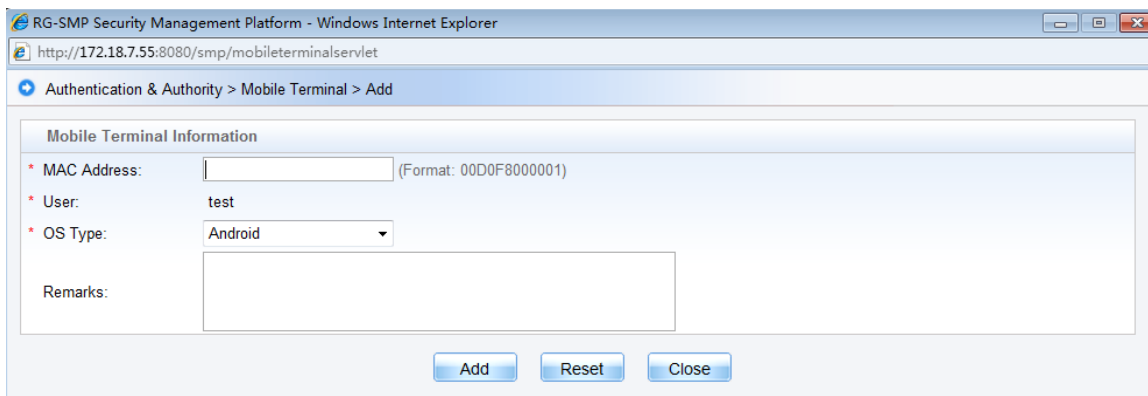 RG-SMP Security Management Platform - Windows Internet Explorer
http://172.18.7.55:8080/smp/mobileterminalservlet
Authentication & Authority > Mobile Terminal > Add
Mobile Terminal Information
* MAC Address: (Format: 00D0F8000001)
* User: test
* OS Type: Android
Remarks:
Add Reset Close